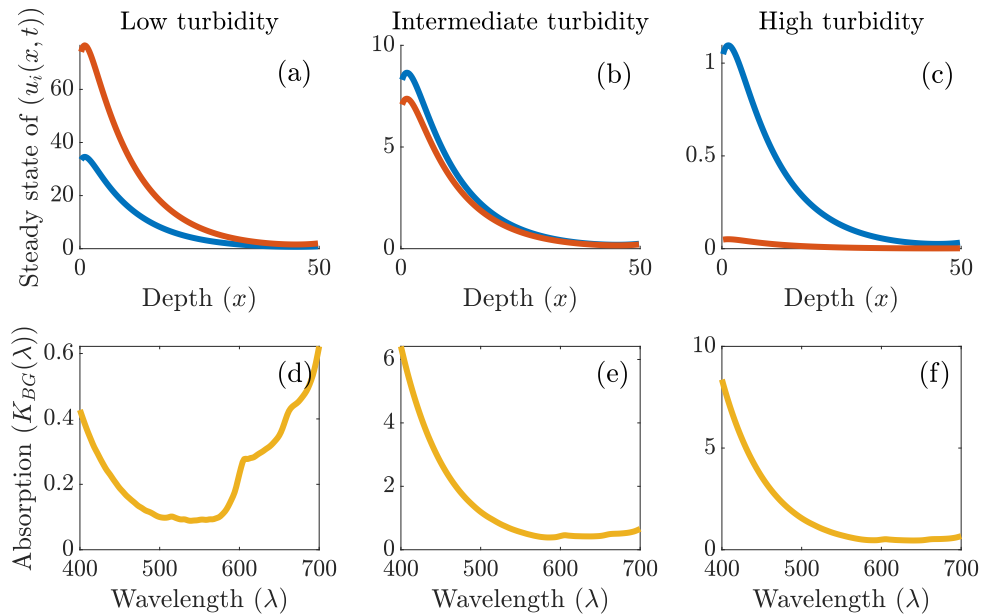 Low turbidity
Intermediate turbidity
High turbidity
Steady state of (u_i(x, t))
(a)
60
40
20
0
0
50
Depth (x)
(b)
10
5
0
0
50
Depth (x)
(c)
1
0.5
0
0
50
Depth (x)
Absorption (K_BG(λ))
(d)
0.6
0.4
0.2
0
400
500
600
700
Wavelength (λ)
(e)
6
4
2
0
400
500
600
700
Wavelength (λ)
(f)
10
5
0
400
500
600
700
Wavelength (λ)